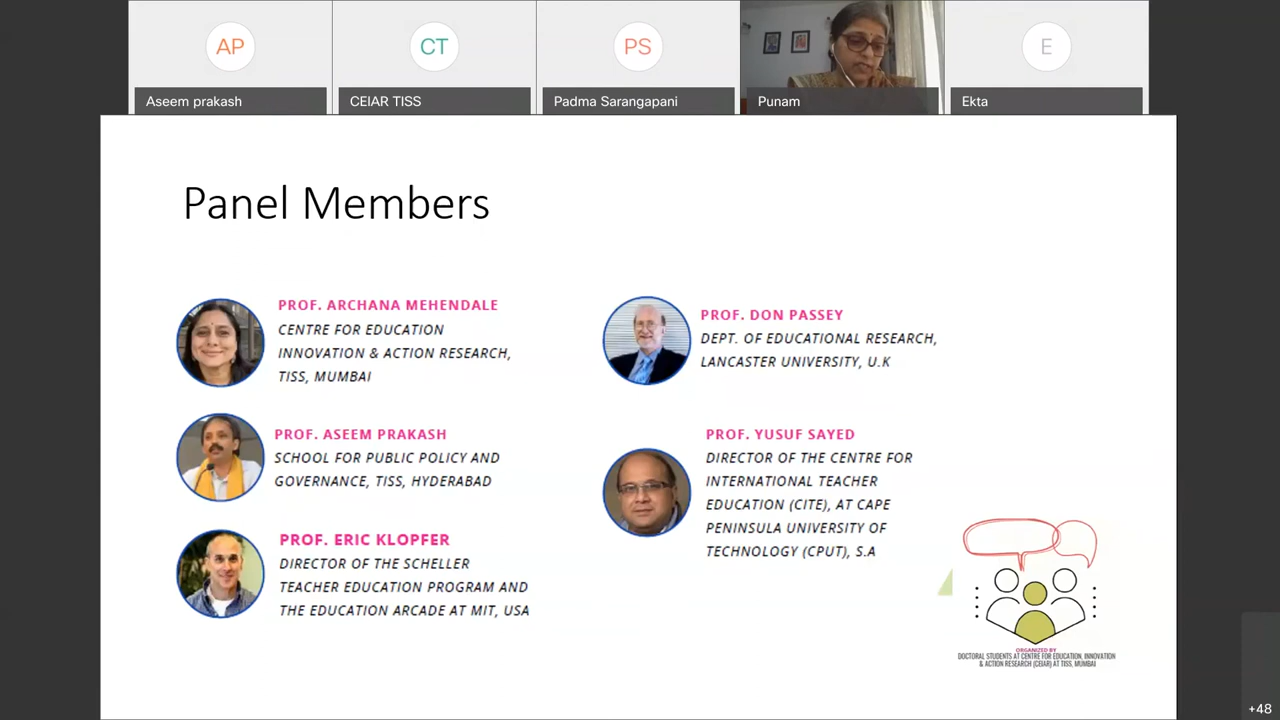 AP
CT
PS
E
Aseem prakash
CEIAR TISS
Padma Sarangapani
Punam
Ekta
Panel Members
PROF. ARCHANA MEHENDALE
CENTRE FOR EDUCATION
INNOVATION & ACTION RESEARCH,
TISS, MUMBAI
PROF. ASEEM PRAKASH
SCHOOL FOR PUBLIC POLICY AND
GOVERNANCE, TISS, HYDERABAD
PROF. ERIC KLOPFER
DIRECTOR OF THE SCHELLER
TEACHER EDUCATION PROGRAM AND
THE EDUCATION ARCADE AT MIT, USA
PROF. DON PASSEY
DEPT. OF EDUCATIONAL RESEARCH,
LANCASTER UNIVERSITY, U.K
PROF. YUSUF SAYED
DIRECTOR OF THE CENTRE FOR
INTERNATIONAL TEACHER
EDUCATION (CITE), AT CAPE
PENINSULA UNIVERSITY OF
TECHNOLOGY (CPUT), S.A
ORGANIZED BY
DOCTORAL STUDENTS AT CENTRE FOR EDUCATION, INNOVATION
& ACTION RESEARCH (CEIAR) AT TISS, MUMBAI
+48